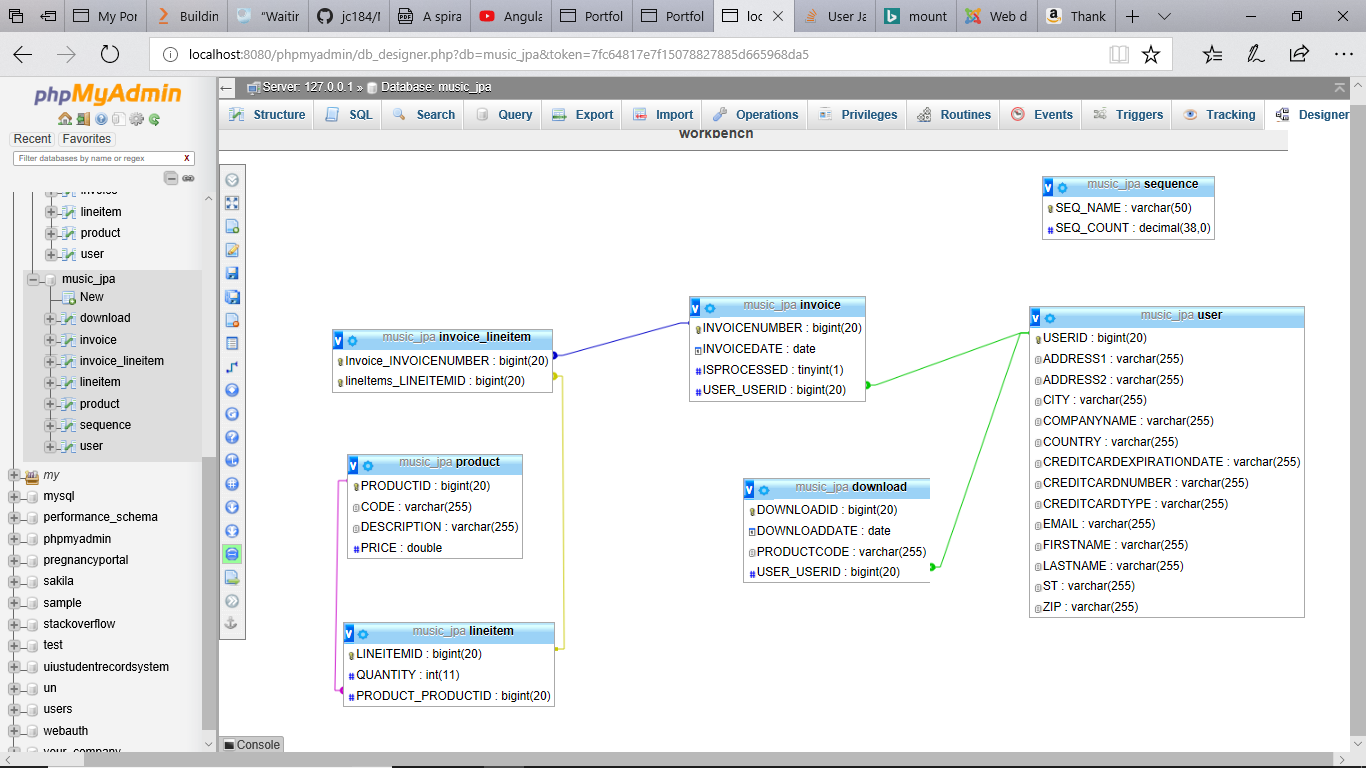 My Por
Buildin
"Waitir
jc184/N
A spira
Angula
Portfol
Portfol
loc
User Ja
mount
Web d
Thank
localhost:8080/phpmyadmin/db_designer.php?db=music_jpa&token=7fc64817e7f15078827885d665968da5
phpMyAdmin
Recent Favorites
Filter databases by name or regex X
invoice
lineitem
product
user
music_jpa
New
download
invoice
invoice_lineitem
lineitem
product
sequence
user
my
mysql
performance_schema
phpmyadmin
pregnancyportal
sakila
sample
stackoverflow
test
uiustudentrecordsystem
un
users
webauth
your_company
Server: 127.0.0.1 » Database: music_jpa
Structure SQL Search Query Export Import Operations Privileges Routines Events Triggers Tracking Designer
workbench
music_jpa sequence
SEQ_NAME : varchar(50)
SEQ_COUNT : decimal(38,0)
music_jpa invoice
INVOICENUMBER : bigint(20)
INVOICEDATE : date
ISPROCESSED : tinyint(1)
USER_USERID : bigint(20)
music_jpa user
USERID : bigint(20)
ADDRESS1 : varchar(255)
ADDRESS2 : varchar(255)
CITY : varchar(255)
COMPANYNAME : varchar(255)
COUNTRY : varchar(255)
CREDITCARDEXPIRATIONDATE : varchar(255)
CREDITCARDNUMBER : varchar(255)
CREDITCARDTYPE : varchar(255)
EMAIL : varchar(255)
FIRSTNAME : varchar(255)
LASTNAME : varchar(255)
ST : varchar(255)
ZIP : varchar(255)
music_jpa invoice_lineitem
Invoice_INVOICENUMBER : bigint(20)
lineItems_LINEITEMID : bigint(20)
music_jpa product
PRODUCTID : bigint(20)
CODE : varchar(255)
DESCRIPTION : varchar(255)
PRICE : double
music_jpa download
DOWNLOADID : bigint(20)
DOWNLOADDATE : date
PRODUCTCODE : varchar(255)
USER_USERID : bigint(20)
music_jpa lineitem
LINEITEMID : bigint(20)
QUANTITY : int(11)
PRODUCT_PRODUCTID : bigint(20)
Console